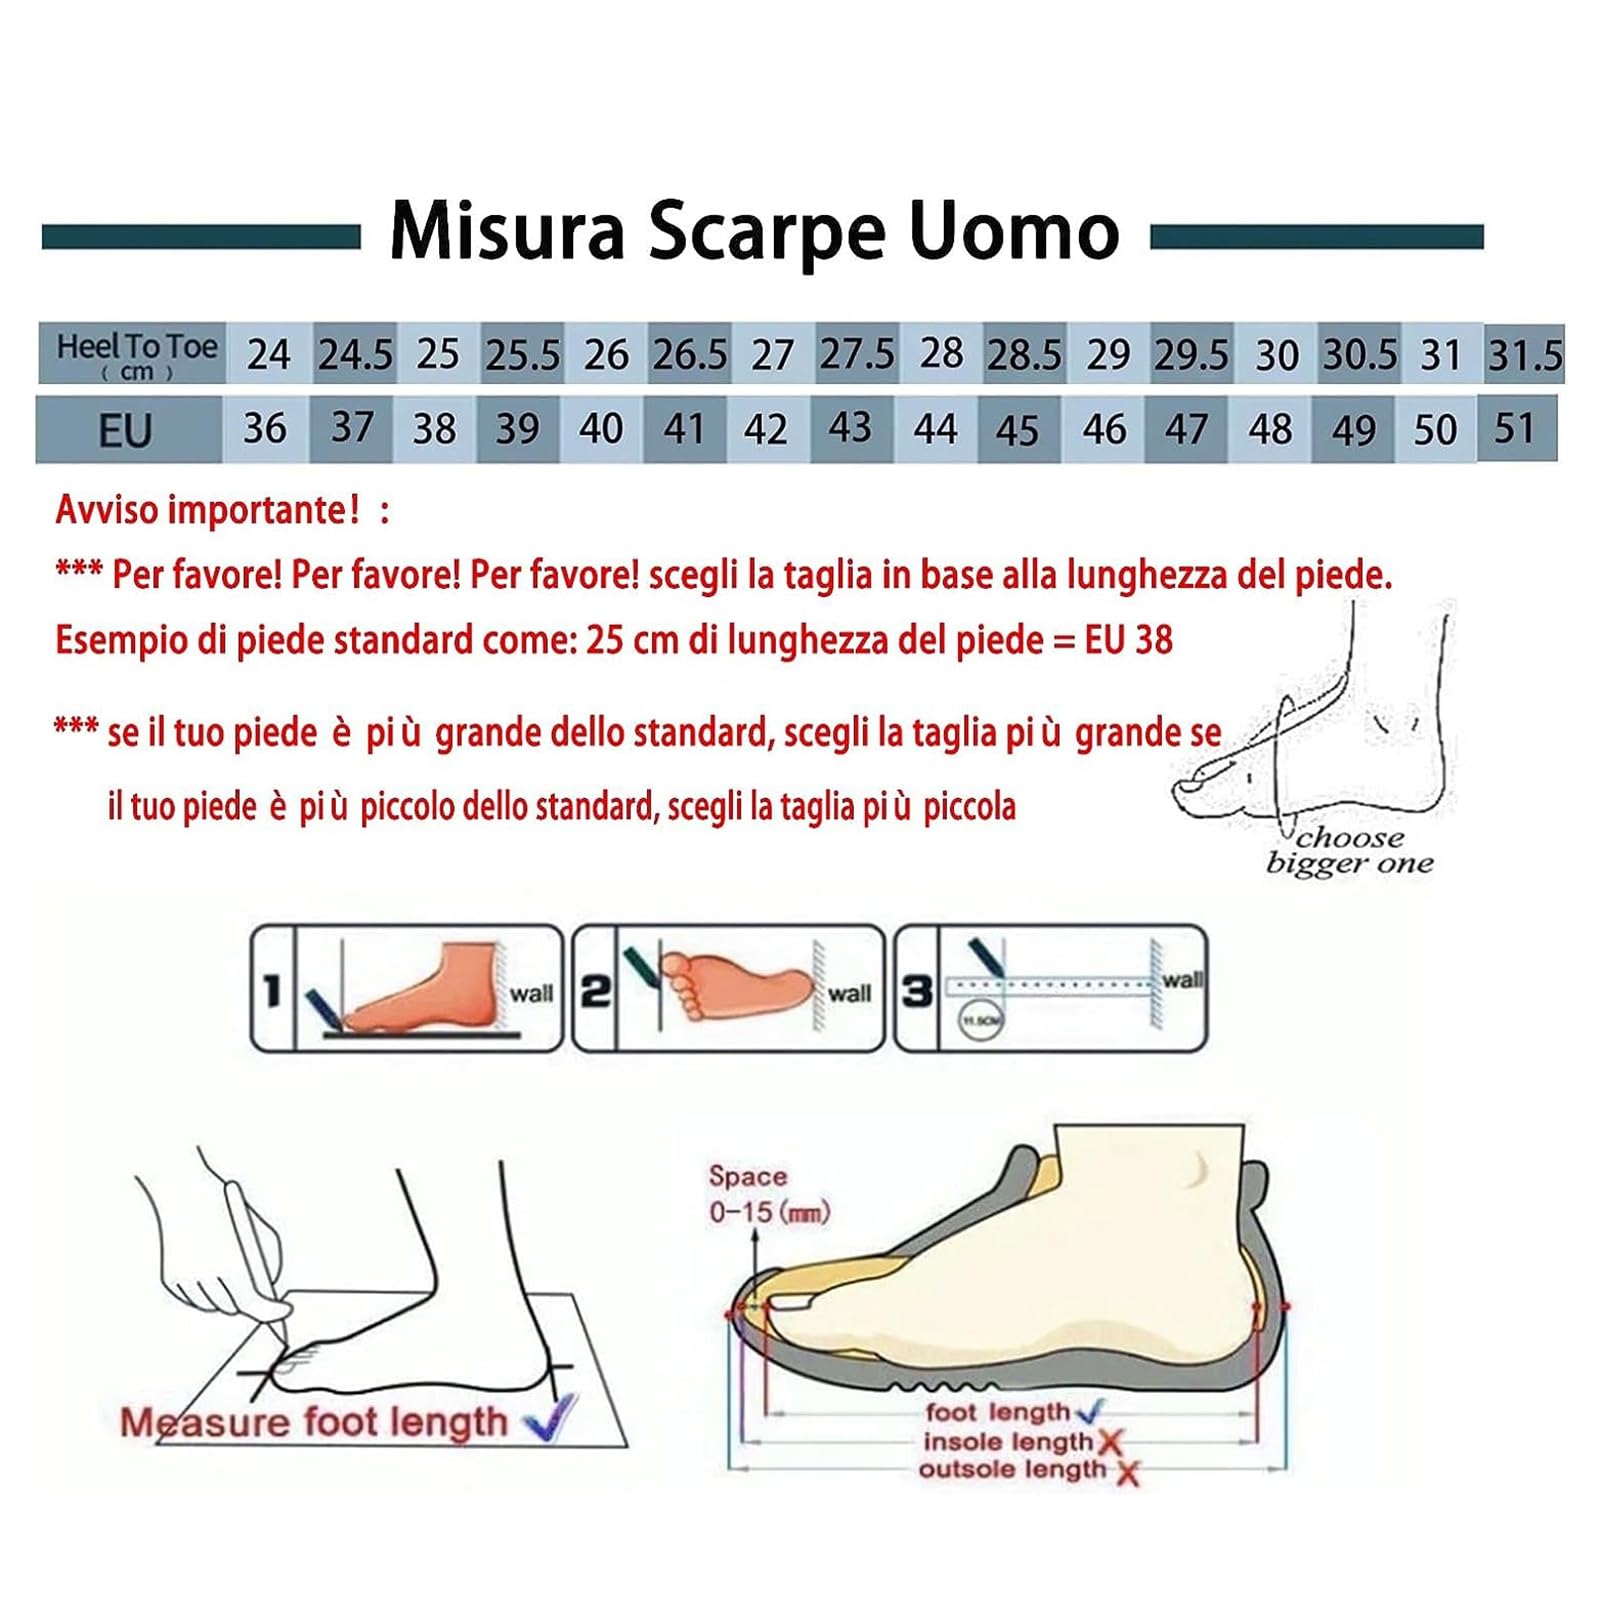 Misura Scarpe Uomo
Heel To Toe 24 24.5 25 25.5 26 26.5 27 27.5 28 28.5 29 29.5 30 30.5 31 31.5
( cm )
EU 36 37 38 39 40 41 42 43 44 45 46 47 48 49 50 51
Avviso importante! :
*** Per favore! Per favore! Per favore! scegli la taglia in base alla lunghezza del piede.
Esempio di piede standard come: 25 cm di lunghezza del piede = EU 38
*** se il tuo piede è più grande dello standard, scegli la taglia più grande se
il tuo piede è più piccolo dello standard, scegli la taglia più piccola
choose
bigger one
1 wall 2 wall 3 wall
11.5CM
Space
0-15 (mm)
Measure foot length
foot length
insole length
outsole length